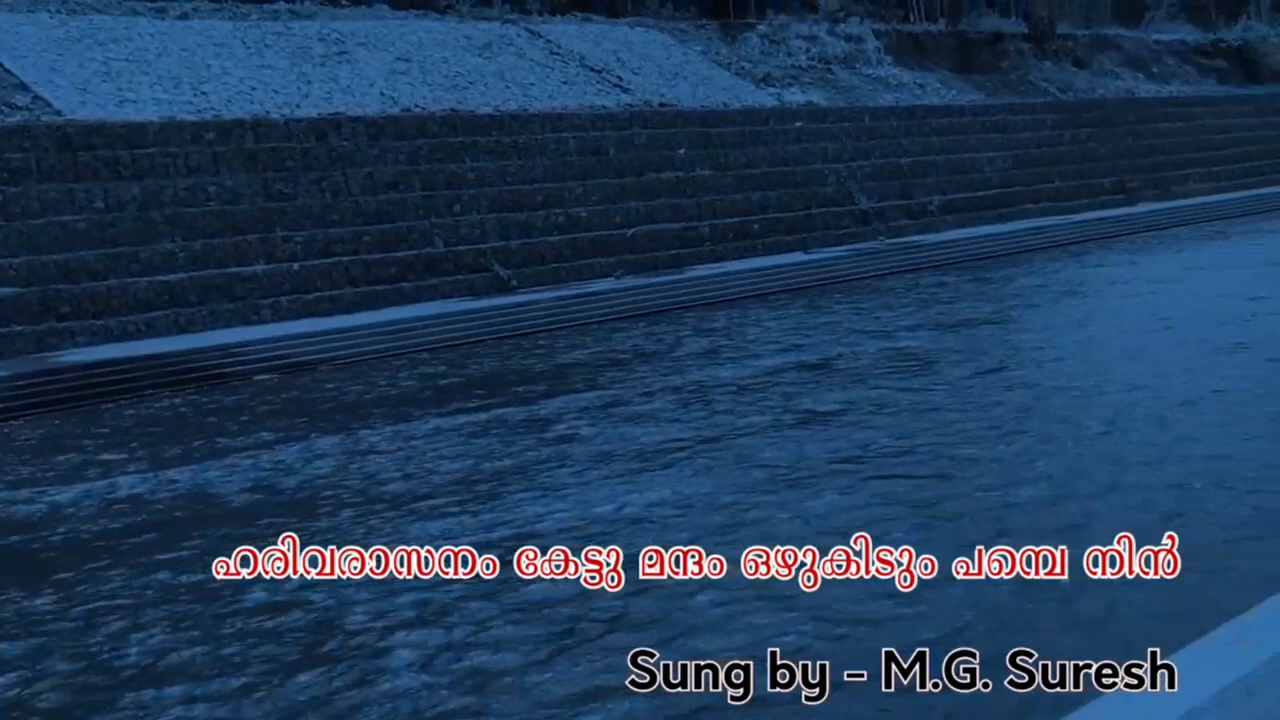 ഹരിവരാസനം കേട്ടു മന്ദം ഒഴുകിടും പമ്പെ നിൻ
Sung by - M.G. Suresh